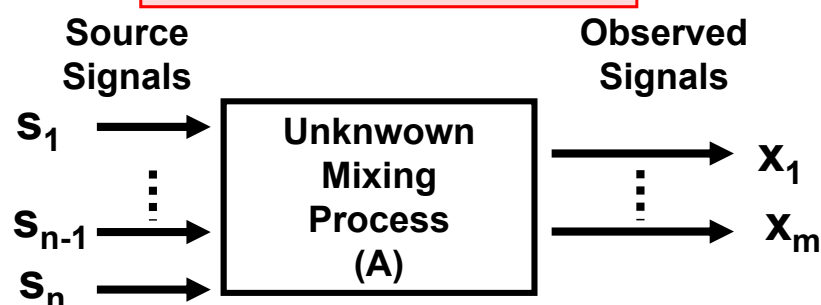 Source
Signals
Observed
Signals
s1
Unknwown
Mixing
Process
(A)
x1
sn-1
xm
sn